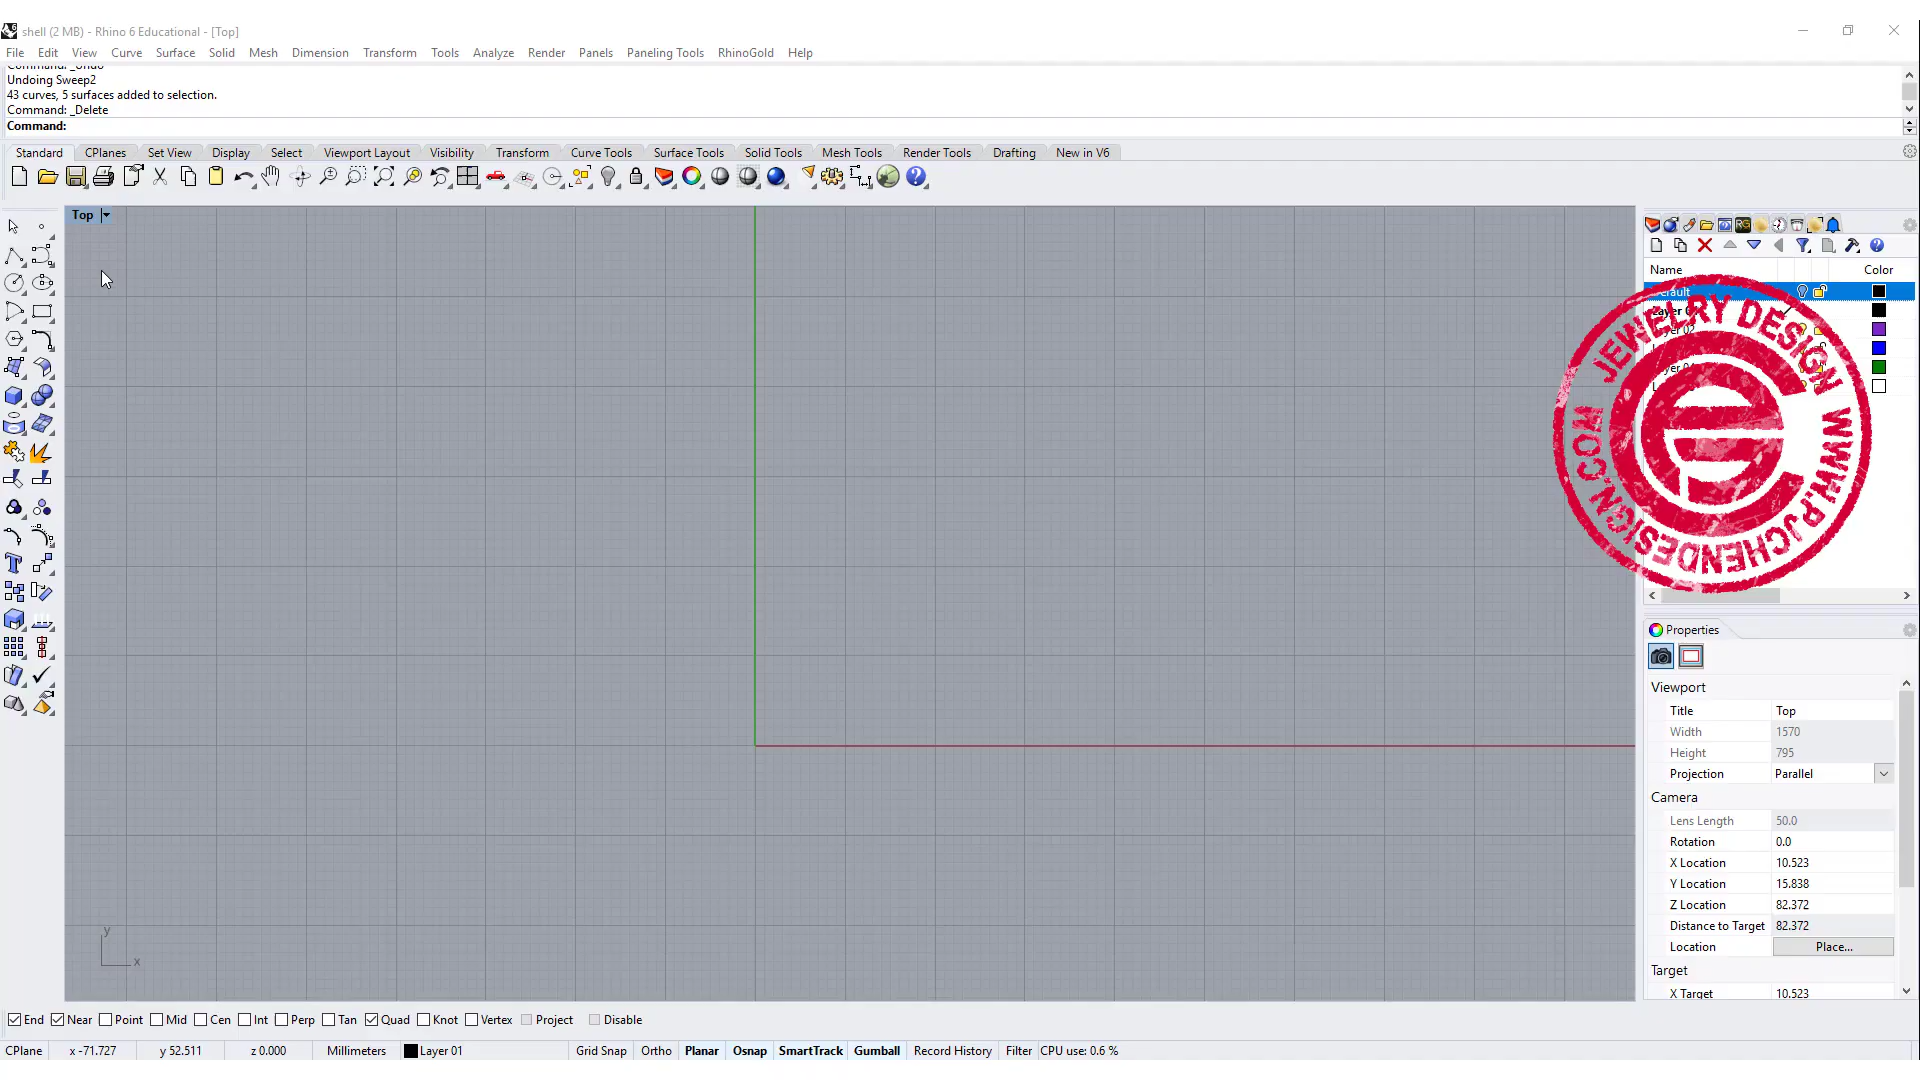 shell (2 MB) - Rhino 6 Educational - [Top]
File Edit View Curve Surface Solid Mesh Dimension Transform Tools Analyze Render Panels Paneling Tools RhinoGold Help
Command: _Undo
Undoing Sweep2
43 curves, 5 surfaces added to selection.
Command: _Delete
Command:
Standard CPlanes Set View Display Select Viewport Layout Visibility Transform Curve Tools Surface Tools Solid Tools Mesh Tools Render Tools Drafting New in V6
Top
Name Color
JEWELRY DESIGN WWW.PJCHENDESIGN.COM
Properties
Viewport
Title Top
Width 1570
Height 795
Projection Parallel
Camera
Lens Length 50.0
Rotation 0.0
X Location 10.523
Y Location 15.838
Z Location 82.372
Distance to Target 82.372
Location Place...
Target
X Target 10.523
y
x
End Near Point Mid Cen Int Perp Tan Quad Knot Vertex Project Disable
CPlane x -71.727 y 52.511 z 0.000 Millimeters Layer 01 Grid Snap Ortho Planar Osnap SmartTrack Gumball Record History Filter CPU use: 0.6 %